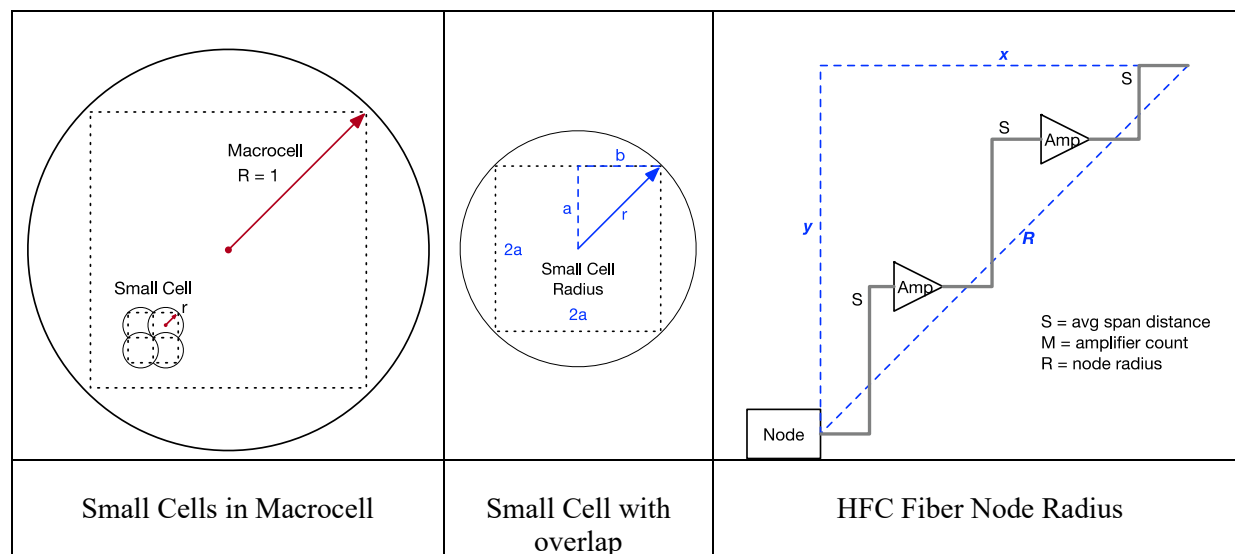 Macrocell
R = 1
Small Cell
r
b
a
r
2a
Small Cell
Radius
2a
x
S
S
Amp
y
R
S
Amp
S = avg span distance
M = amplifier count
R = node radius
Node
Small Cells in Macrocell
Small Cell with
overlap
HFC Fiber Node Radius